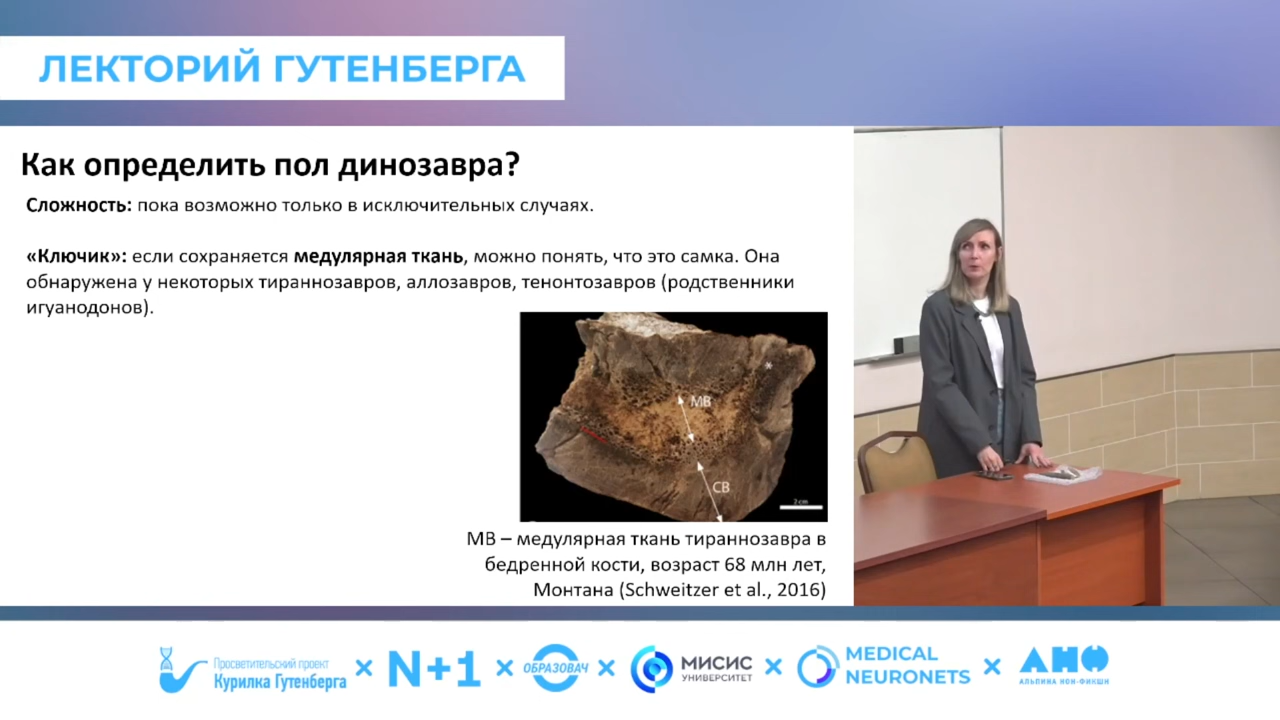 ЛЕКТОРИЙ ГУТЕНБЕРГА
Как определить пол динозавра?
Сложность: пока возможно только в исключительных случаях.
«Ключик»: если сохраняется медулярная ткань, можно понять, что это самка. Она
обнаружена у некоторых тираннозавров, аллозавров, тенонтозавров (родственники
игуанодонов).
*
MB
CB
2 cm
МВ – медулярная ткань тираннозавра в
бедренной кости, возраст 68 млн лет,
Монтана (Schweitzer et al., 2016)
Просветительский проект
Курилка Гутенберга
×
N+1
×
ОБРАЗОВАЧ
×
МИСИС
УНИВЕРСИТЕТ
×
MEDICAL
NEURONETS
×
АНФ
АЛЬПИНА НОН-ФИКШН